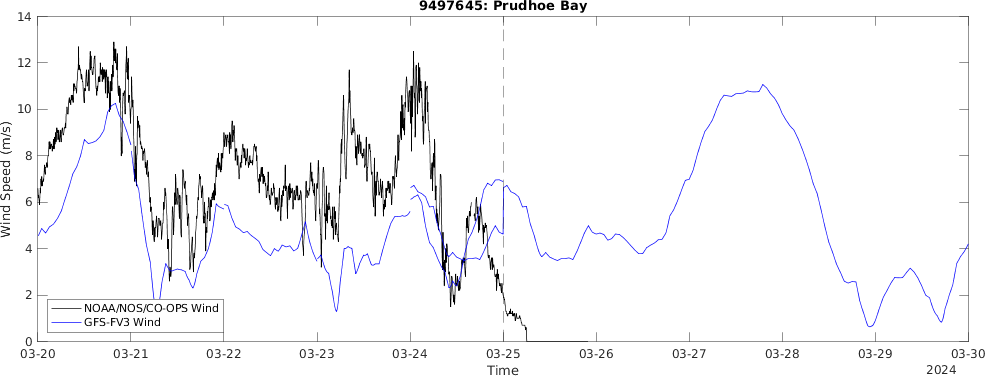 9497645: Prudhoe Bay
14
12
10
8
6
4
2
0
Wind Speed (m/s)
NOAA/NOS/CO-OPS Wind
GFS-FV3 Wind
03-20 03-21 03-22 03-23 03-24 03-25 03-26 03-27 03-28 03-29 03-30
Time
2024